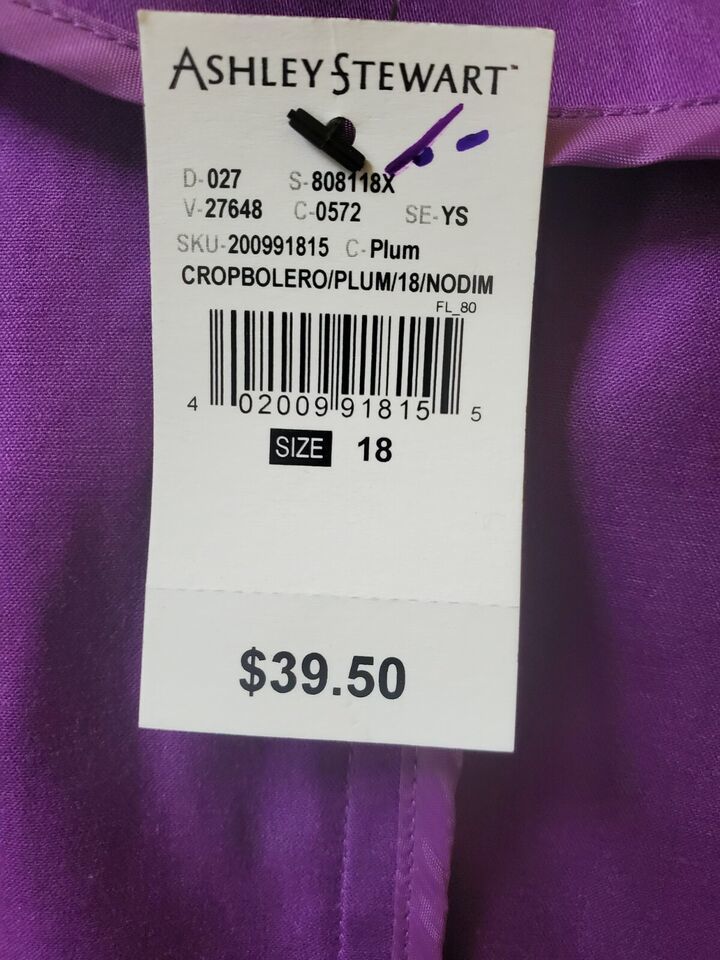 ASHLEY STEWART™
D-027 S-808118X
V-27648 C-0572 SE-YS
SKU-200991815 C-Plum
CROPBOLERO/PLUM/18/NODIM
FL_80
4 02009 91815 5
SIZE 18
$39.50